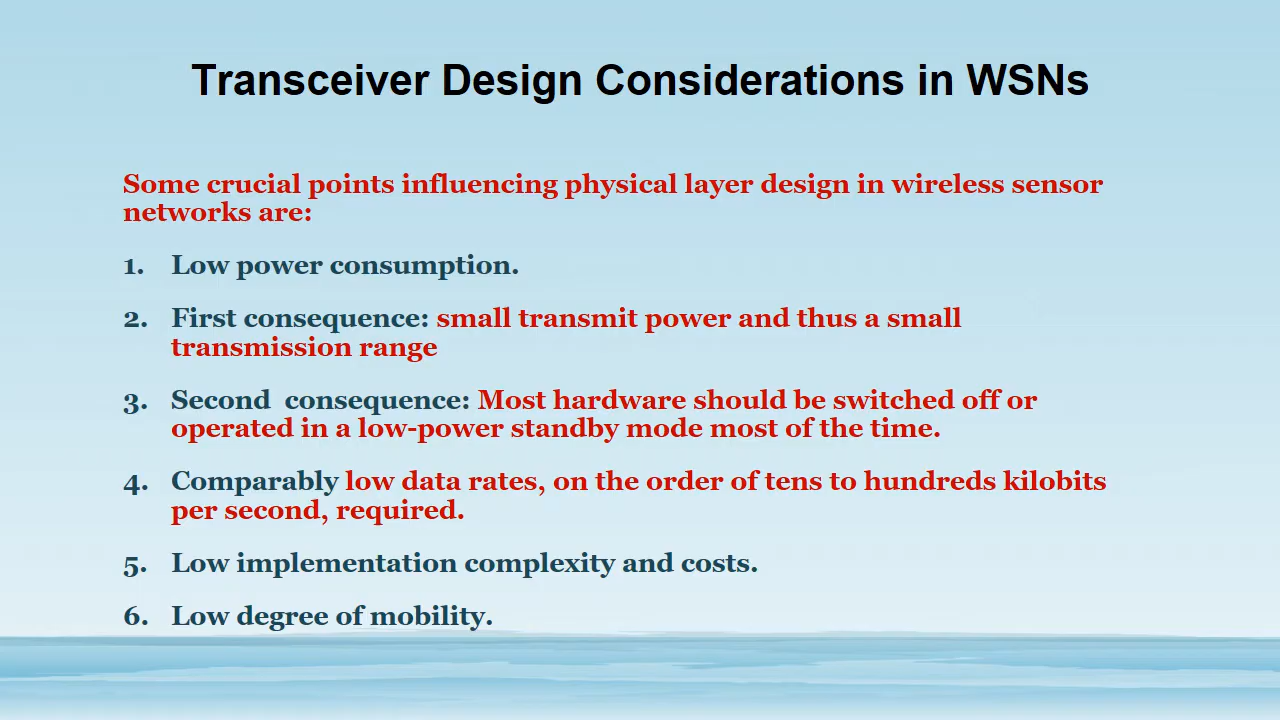 Transceiver Design Considerations in WSNs
Some crucial points influencing physical layer design in wireless sensor
networks are:
1. Low power consumption.
2. First consequence: small transmit power and thus a small
transmission range
3. Second consequence: Most hardware should be switched off or
operated in a low-power standby mode most of the time.
4. Comparably low data rates, on the order of tens to hundreds kilobits
per second, required.
5. Low implementation complexity and costs.
6. Low degree of mobility.